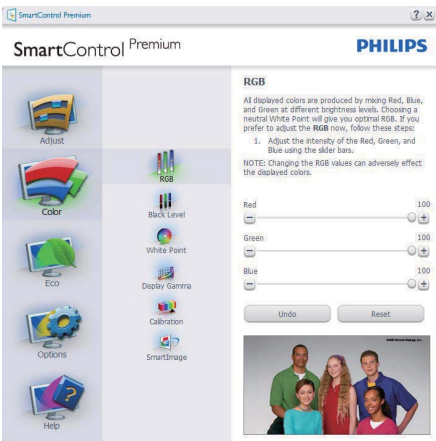 SmartControl Premium
SmartControl Premium
PHILIPS
Adjust
Color
Eco
Options
Help
RGB
Black Level
White Point
Display Gamma
Calibration
SmartImage
RGB
All displayed colors are produced by mixing Red, Blue,
and Green at different brightness levels. Choosing a
neutral White Point will give you optimal RGB. If you
prefer to adjust the RGB now, follow these steps:
1. Adjust the intensity of the Red, Green, and
Blue using the slider bars.
NOTE: Changing the RGB values can adversely effect
the displayed colors.
Red 100
Green 100
Blue 100
Undo Reset